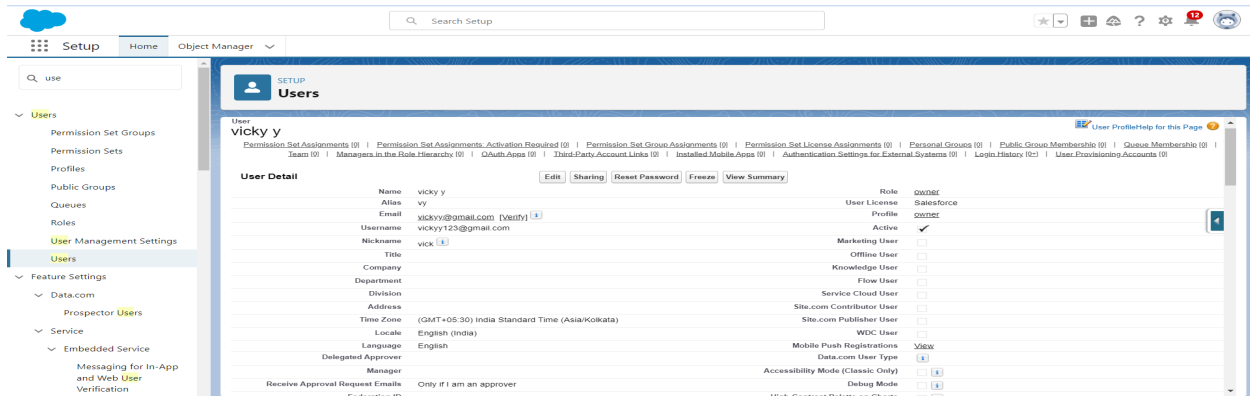 Search Setup
12
Setup Home Object Manager
use
Users
Permission Set Groups
Permission Sets
Profiles
Public Groups
Queues
Roles
User Management Settings
Users
Feature Settings
Data.com
Prospector Users
Service
Embedded Service
Messaging for In-App
and Web User
Verification
SETUP
Users
User
vicky y
User Profile Help for this Page
Permission Set Assignments [0] | Permission Set Assignments: Activation Required [0] | Permission Set Group Assignments [0] | Permission Set License Assignments [0] | Personal Groups [0] | Public Group Membership [0] | Queue Membership [0] |
Team [0] | Managers in the Role Hierarchy [0] | OAuth Apps [0] | Third-Party Account Links [0] | Installed Mobile Apps [0] | Authentication Settings for External Systems [0] | Login History [0+] | User Provisioning Accounts [0]
User Detail Edit Sharing Reset Password Freeze View Summary
Name vicky y Role owner
Alias vy User License Salesforce
Email vickyy@gmail.com [Verify] i Profile owner
Username vickyy123@gmail.com Active ✓
Nickname vick i Marketing User
Title Offline User
Company Knowledge User
Department Flow User
Division Service Cloud User
Address Site.com Contributor User
Time Zone (GMT+05:30) India Standard Time (Asia/Kolkata) Site.com Publisher User
Locale English (India) WDC User
Language English Mobile Push Registrations View
Delegated Approver Data.com User Type i
Manager Accessibility Mode (Classic Only) i
Receive Approval Request Emails Only if I am an approver Debug Mode i